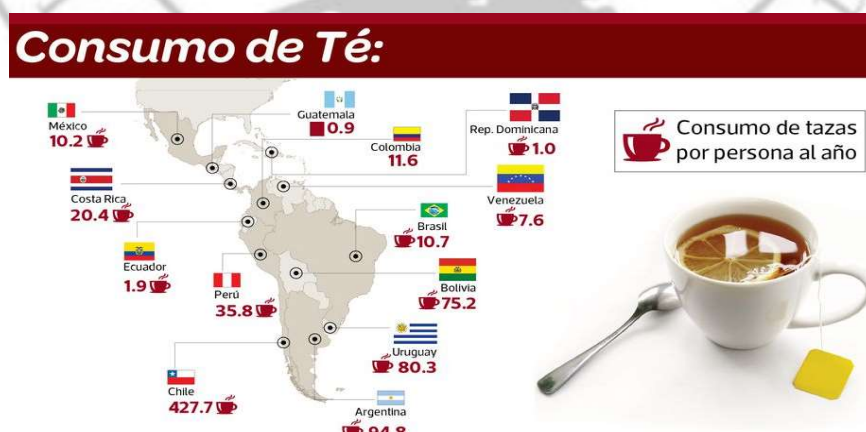 Consumo de Té:
México
10.2
Guatemala
0.9
Colombia
11.6
Rep. Dominicana
1.0
Consumo de tazas
por persona al año
Costa Rica
20.4
Venezuela
7.6
Brasil
10.7
Ecuador
1.9
Perú
35.8
Bolivia
75.2
Uruguay
80.3
Chile
427.7
Argentina
94.8